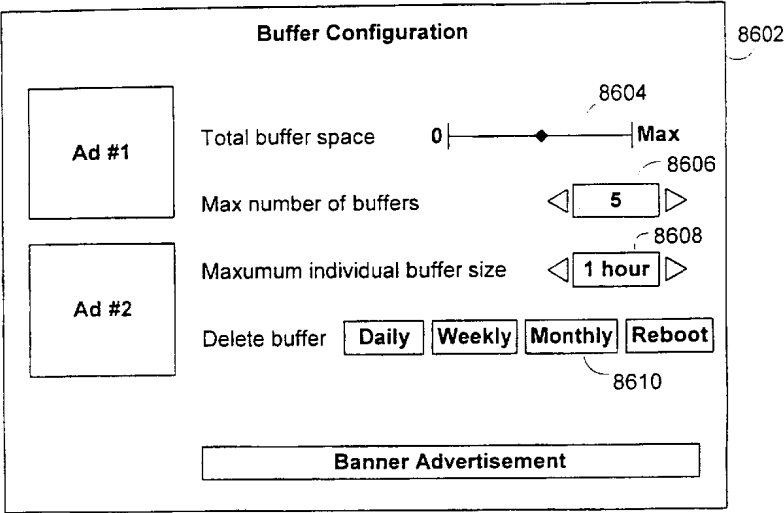 Buffer Configuration
8602
8604
Ad #1
Total buffer space 0 Max
8606
Max number of buffers 5
8608
Maxumum individual buffer size 1 hour
Ad #2
Delete buffer Daily Weekly Monthly Reboot
8610
Banner Advertisement